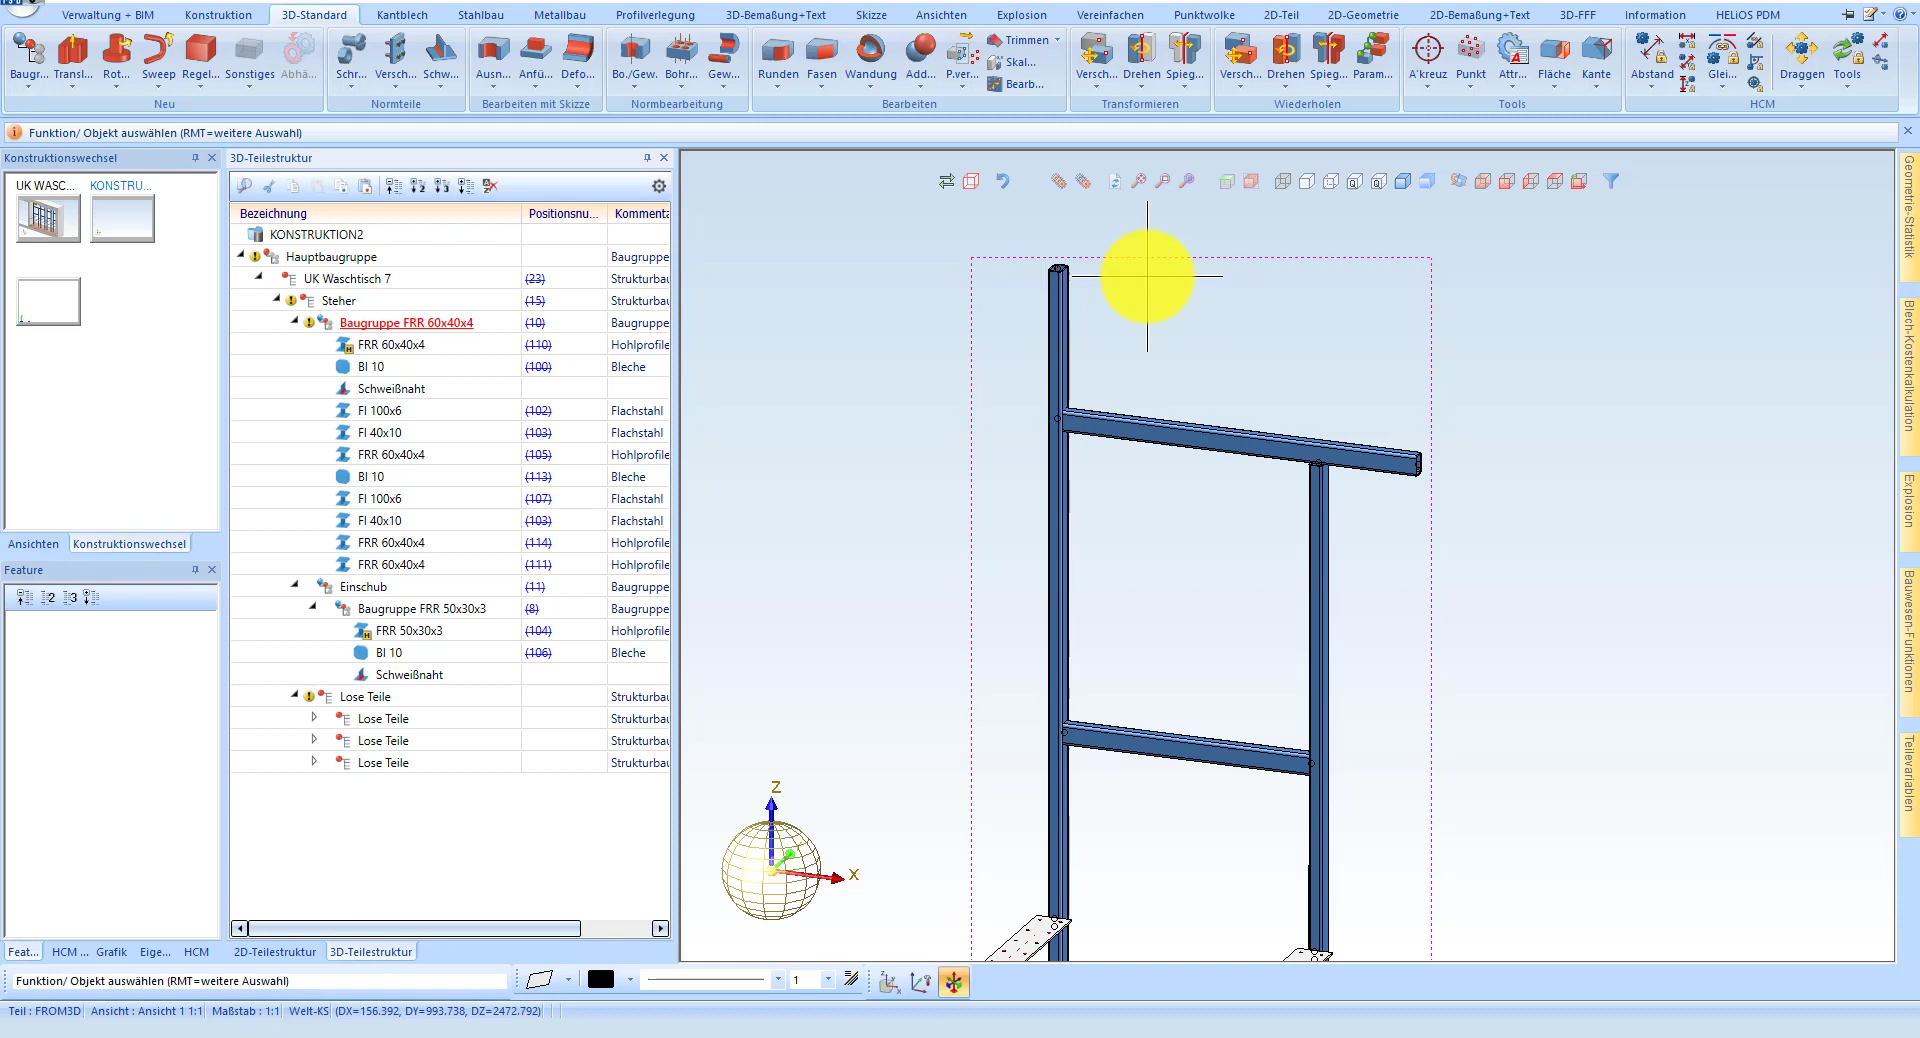 Verwaltung + BIM Konstruktion 3D-Standard Kantblech Stahlbau Metallbau Profilverlegung 3D-Bemaßung+Text Skizze Ansichten Explosion Vereinfachen Punktwolke 2D-Teil 2D-Geometrie 2D-Bemaßung+Text 3D-FFF Information HELiOS PDM
Baugr... Transl... Rot... Sweep Regel... Sonstiges Abhä... Schr... Versch... Schw... Ausn... Anfü... Defo... Bo./Gew. Bohr... Gew... Runden Fasen Wandung Add... P.ver... Trimmen Skal... Bearb... Versch... Drehen Spieg... Versch... Drehen Spieg... Param... A'kreuz Punkt Attr... Fläche Kante Abstand Glei... Draggen Tools
Neu Normteile Bearbeiten mit Skizze Normbearbeitung Bearbeiten Transformieren Wiederholen Tools HCM
Funktion/ Objekt auswählen (RMT=weitere Auswahl)
Konstruktionswechsel
UK WASC... KONSTRU...
Ansichten Konstruktionswechsel
Feature
2 3
Feat... HCM ... Grafik Eige... HCM
3D-Teilestruktur
Bezeichnung Positionsnu... Kommenta
KONSTRUKTION2
Hauptbaugruppe Baugruppe
UK Waschtisch 7 (23) Strukturbau
Steher (15) Strukturbau
Baugruppe FRR 60x40x4 (10) Baugruppe
FRR 60x40x4 (110) Hohlprofile
Bl 10 (100) Bleche
Schweißnaht
Fl 100x6 (102) Flachstahl
Fl 40x10 (103) Flachstahl
FRR 60x40x4 (105) Hohlprofile
Bl 10 (113) Bleche
Fl 100x6 (107) Flachstahl
Fl 40x10 (103) Flachstahl
FRR 60x40x4 (114) Hohlprofile
FRR 60x40x4 (111) Hohlprofile
Einschub (11) Baugruppe
Baugruppe FRR 50x30x3 (8) Baugruppe
FRR 50x30x3 (104) Hohlprofile
Bl 10 (106) Bleche
Schweißnaht
Lose Teile Strukturbau
Lose Teile Strukturbau
Lose Teile Strukturbau
Lose Teile Strukturbau
2D-Teilestruktur 3D-Teilestruktur
Z
X
Geometrie-Statistik
Blech-Kostenkalkulation
Explosion
Bauwesen-Funktionen
Teilevariablen
Funktion/ Objekt auswählen (RMT=weitere Auswahl) 1
Teil : FROM3D Ansicht : Ansicht 1 1:1 Maßstab : 1:1 Welt-KS (DX=156.392, DY=993.738, DZ=2472.792)